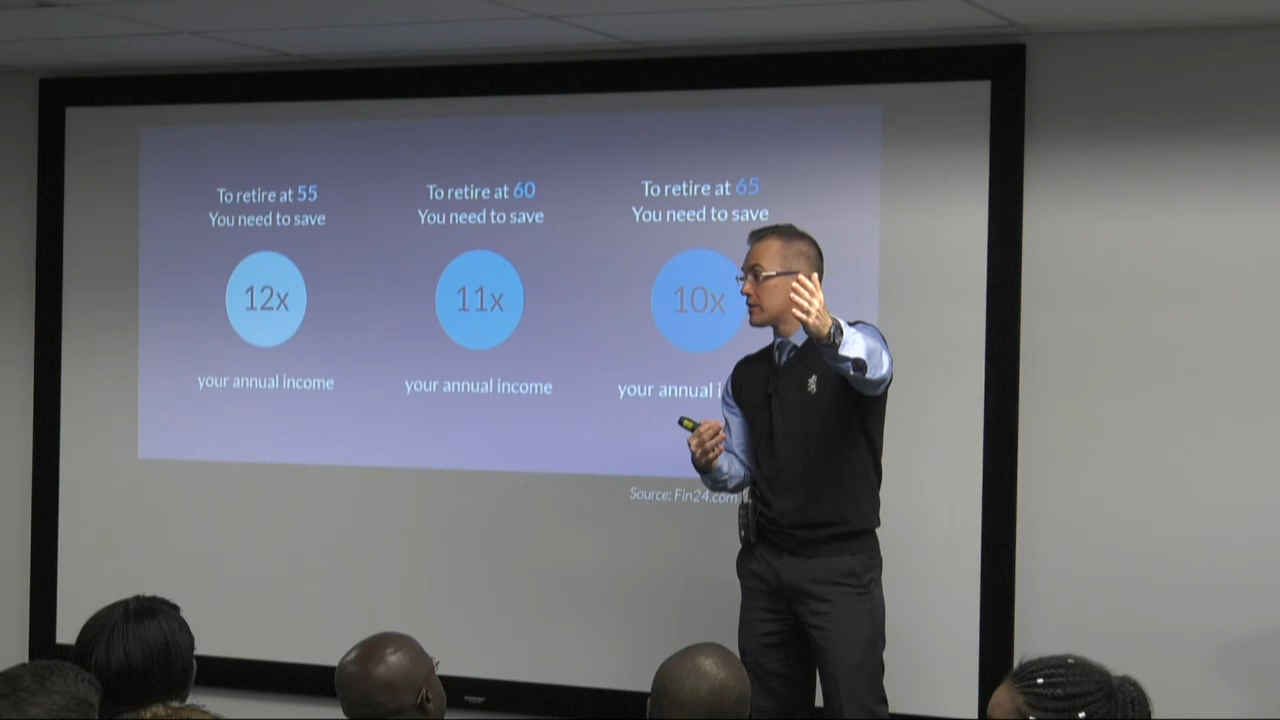 To retire at 55
You need to save
12x
your annual income
To retire at 60
You need to save
11x
your annual income
To retire at 65
You need to save
10x
your annual
Source: Fin24.com